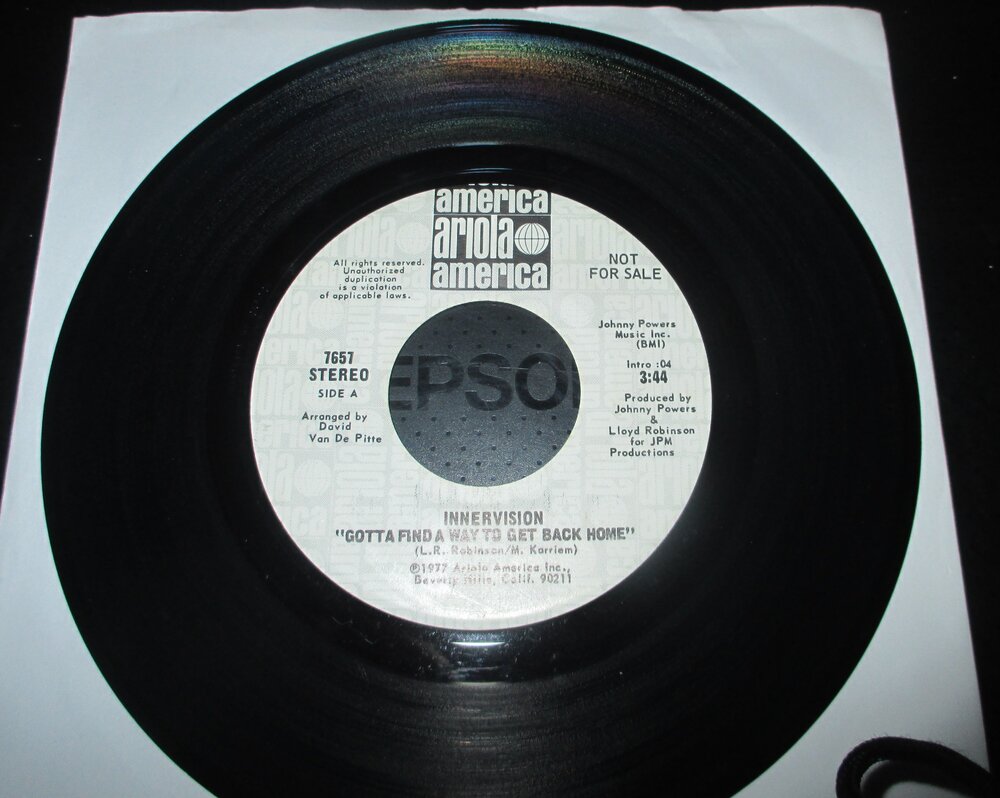 america
ariola
america
All rights reserved.
Unauthorized
duplication
is a violation
of applicable laws.
NOT
FOR SALE
7657
STEREO
SIDE A
Arranged by
David
Van De Pitte
Johnny Powers
Music Inc.
(BMI)
Intro :04
3:44
Produced by
Johnny Powers
&
Lloyd Robinson
for JPM
Productions
EPSO
INNERVISION
"GOTTA FIND A WAY TO GET BACK HOME"
(L.R. Robinson/M. Karriem)
℗1977 Ariola America Inc.,
Beverly Hills, Calif. 90211